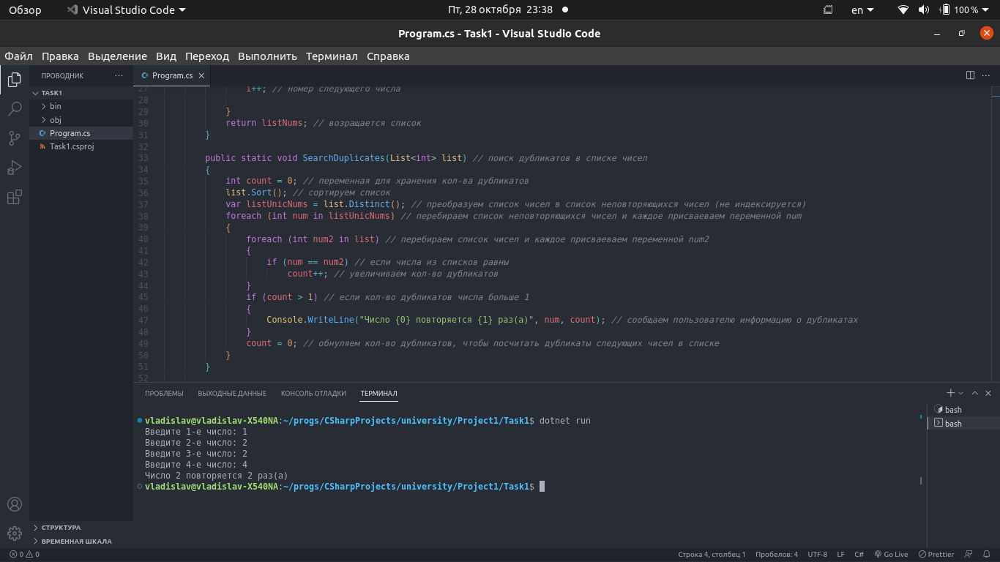 Обзор
Visual Studio Code
Пт, 28 октября 23:38
en
100 %
Program.cs - Task1 - Visual Studio Code
Файл Правка Выделение Вид Переход Выполнить Терминал Справка
ПРОВОДНИК
Program.cs
TASK1
bin
obj
Program.cs
Task1.csproj
27 i++; // номер следующего числа
28
29 }
30 return listNums; // возращается список
31 }
32
33 public static void SearchDuplicates(List<int> list) // поиск дубликатов в списке чисел
34 {
35 int count = 0; // переменная для хранения кол-ва дубликатов
36 list.Sort(); // сортируем список
37 var listUnicNums = list.Distinct(); // преобразуем список чисел в список неповторяющихся чисел (не индексируется)
38 foreach (int num in listUnicNums) // перебираем список неповторяющихся чисел и каждое присваеваем переменной num
39 {
40 foreach (int num2 in list) // перебираем список чисел и каждое присваеваем переменной num2
41 {
42 if (num == num2) // если числа из списков равны
43 count++; // увеличиваем кол-во дубликатов
44 }
45 if (count > 1) // если кол-во дубликатов числа больше 1
46 {
47 Console.WriteLine("Число {0} повторяется {1} раз(а)", num, count); // сообщаем пользователю информацию о дубликатах
48 }
49 count = 0; // обнуляем кол-во дубликатов, чтобы посчитать дубликаты следующих чисел в списке
50 }
51 }
52
ПРОБЛЕМЫ ВЫХОДНЫЕ ДАННЫЕ КОНСОЛЬ ОТЛАДКИ ТЕРМИНАЛ
vladislav@vladislav-X540NA:~/progs/CSharpProjects/university/Project1/Task1$ dotnet run
Введите 1-е число: 1
Введите 2-е число: 2
Введите 3-е число: 2
Введите 4-е число: 4
Число 2 повторяется 2 раз(а)
vladislav@vladislav-X540NA:~/progs/CSharpProjects/university/Project1/Task1$
bash
bash
СТРУКТУРА
ВРЕМЕННАЯ ШКАЛА
0 0
Строка 4, столбец 1 Пробелов: 4 UTF-8 LF C# Go Live Prettier